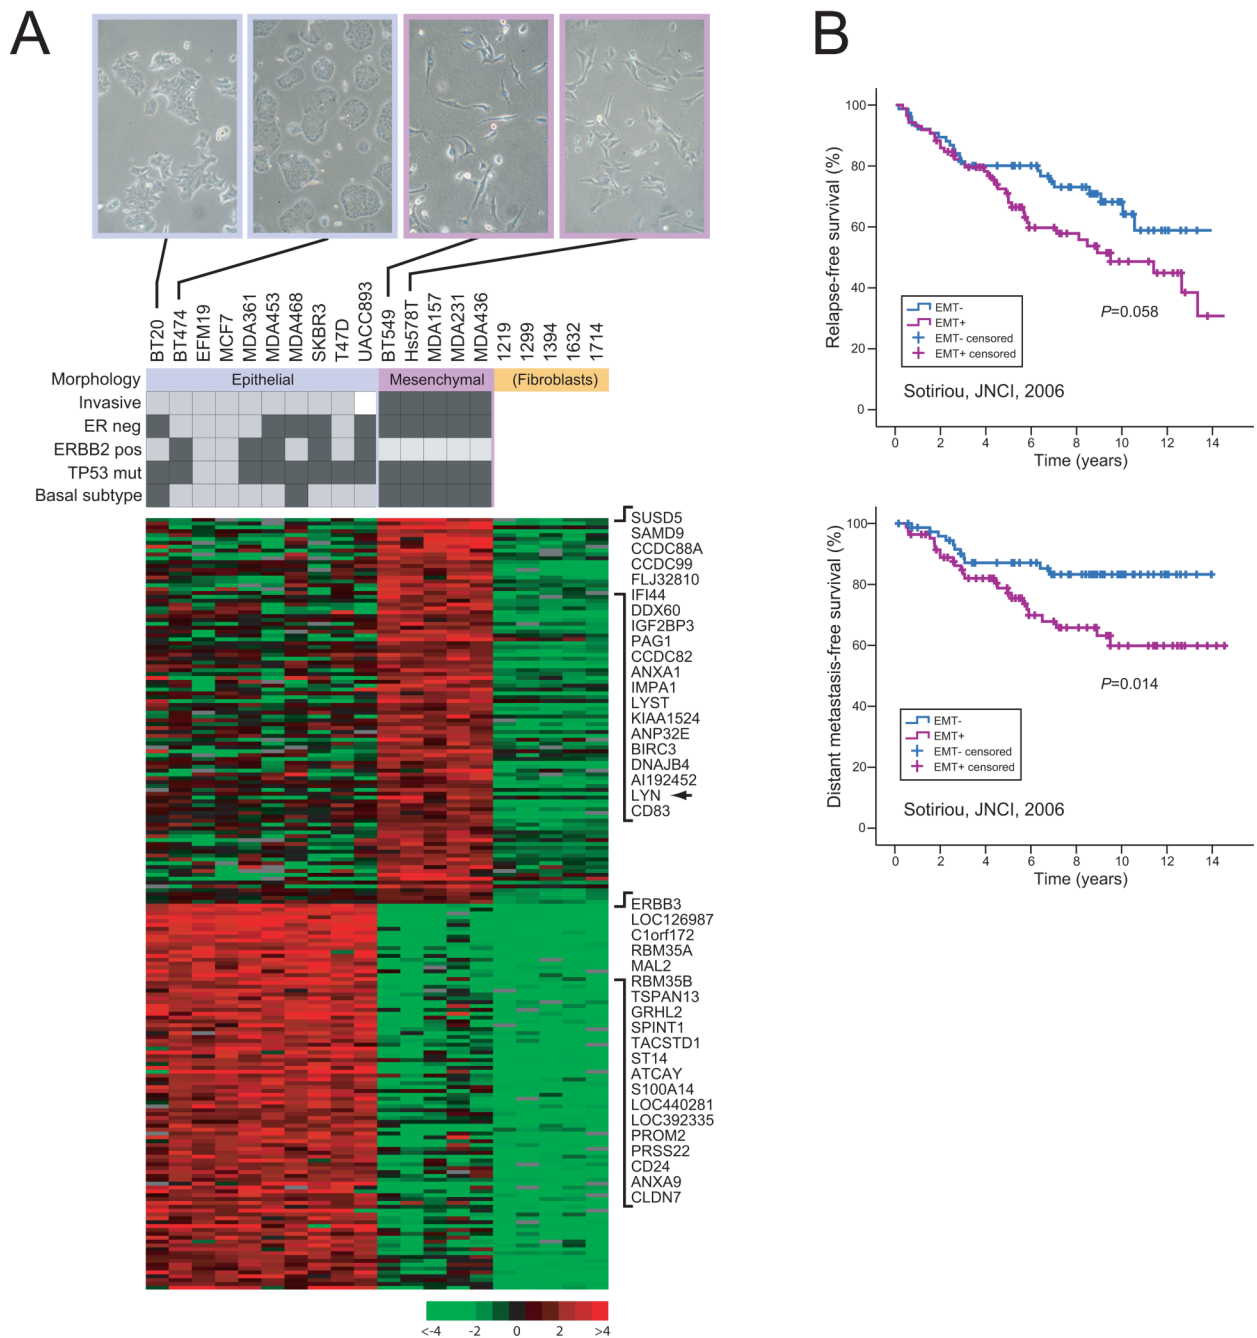 A
BT20
BT474
EFM19
MCF7
MDA361
MDA453
MDA468
SKBR3
T47D
UACC893
BT549
Hs578T
MDA157
MDA231
MDA436
1219
1299
1394
1632
1714
Morphology Epithelial Mesenchymal (Fibroblasts)
Invasive
ER neg
ERBB2 pos
TP53 mut
Basal subtype
SUSD5
SAMD9
CCDC88A
CCDC99
FLJ32810
IFI44
DDX60
IGF2BP3
PAG1
CCDC82
ANXA1
IMPA1
LYST
KIAA1524
ANP32E
BIRC3
DNAJB4
AI192452
LYN
CD83
ERBB3
LOC126987
C1orf172
RBM35A
MAL2
RBM35B
TSPAN13
GRHL2
SPINT1
TACSTD1
ST14
ATCAY
S100A14
LOC440281
LOC392335
PROM2
PRSS22
CD24
ANXA9
CLDN7
<-4 -2 0 2 >4
B
Relapse-free survival (%)
100
80
60
40
20
0
EMT-
EMT+
EMT- censored
EMT+ censored
P=0.058
Sotiriou, JNCI, 2006
0 2 4 6 8 10 12 14
Time (years)
Distant metastasis-free survival (%)
100
80
60
40
20
0
P=0.014
EMT-
EMT+
EMT- censored
EMT+ censored
Sotiriou, JNCI, 2006
0 2 4 6 8 10 12 14
Time (years)